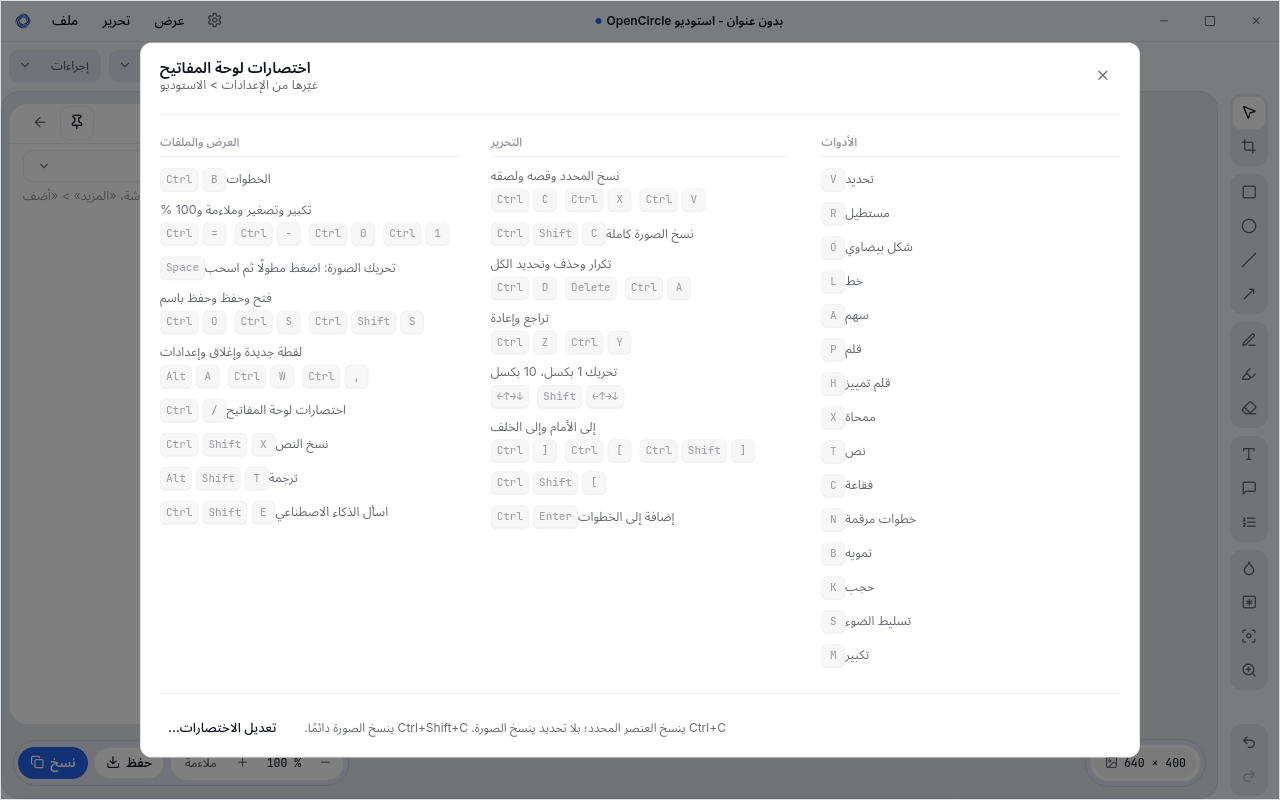 ملف
تحرير
عرض
بدون عنوان - استوديو OpenCircle
إجراءات
اختصارات لوحة المفاتيح
غيّرها من الإعدادات > الاستوديو
الأدوات
تحديد V
مستطيل R
شكل بيضاوي O
خط L
سهم A
قلم P
قلم تمييز H
ممحاة X
نص T
فقاعة C
خطوات مرقمة N
تمويه B
حجب K
تسليط الضوء S
تكبير M
التحرير
نسخ المحدد وقصه ولصقه
Ctrl C Ctrl X Ctrl V
نسخ الصورة كاملة Ctrl Shift C
تكرار وحذف وتحديد الكل
Ctrl D Delete Ctrl A
تراجع وإعادة
Ctrl Z Ctrl Y
تحريك 1 بكسل، 10 بكسل
←↑→↓ Shift ←↑→↓
إلى الأمام وإلى الخلف
Ctrl ] Ctrl [ Ctrl Shift ]
Ctrl Shift [
إضافة إلى الخطوات Ctrl Enter
العرض والملفات
الخطوات Ctrl B
تكبير وتصغير وملاءمة و100 %
Ctrl = Ctrl - Ctrl 0 Ctrl 1
تحريك الصورة: اضغط مطولًا ثم اسحب Space
فتح وحفظ وحفظ باسم
Ctrl O Ctrl S Ctrl Shift S
لقطة جديدة وإغلاق وإعدادات
Alt A Ctrl W Ctrl ,
اختصارات لوحة المفاتيح Ctrl /
نسخ النص Ctrl Shift X
ترجمة Alt Shift T
اسأل الذكاء الاصطناعي Ctrl Shift E
شة، «المزيد» > «أضف
Ctrl+C ينسخ العنصر المحدد؛ بلا تحديد ينسخ الصورة. Ctrl+Shift+C ينسخ الصورة دائمًا.
تعديل الاختصارات...
640 × 400
100 %
ملاءمة
حفظ
نسخ